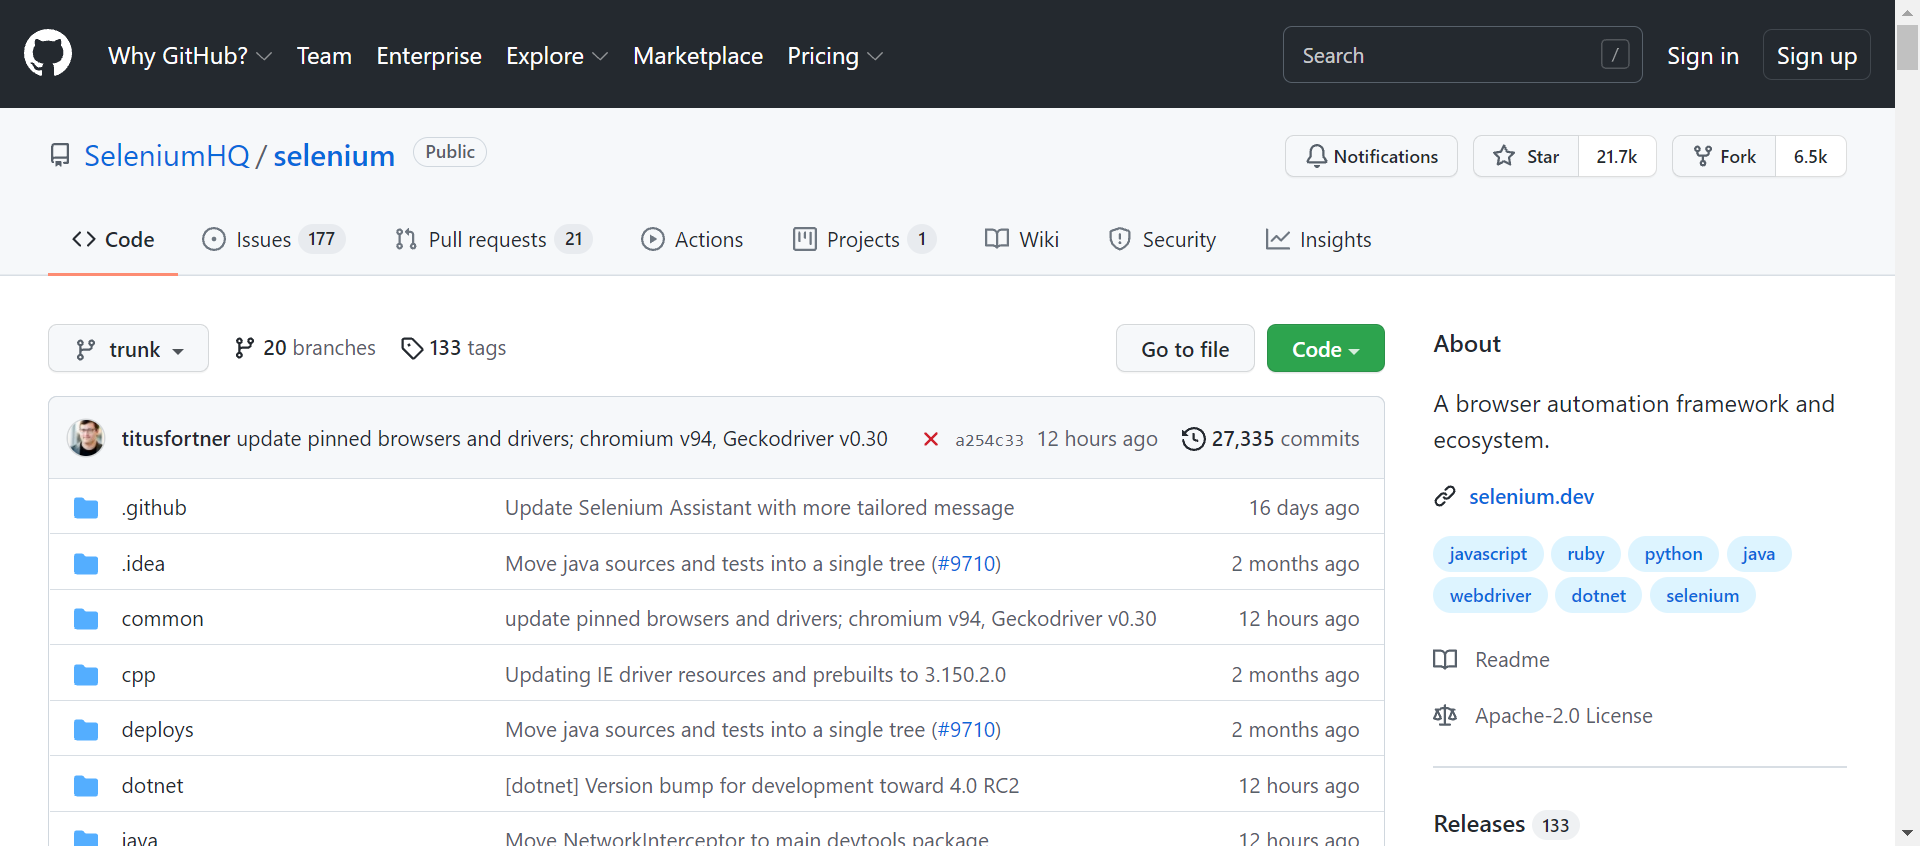 Why GitHub? Team Enterprise Explore Marketplace Pricing Search / Sign in Sign up
SeleniumHQ / selenium Public Notifications Star 21.7k Fork 6.5k
Code Issues 177 Pull requests 21 Actions Projects 1 Wiki Security Insights
trunk 20 branches 133 tags Go to file Code
titusfortner update pinned browsers and drivers; chromium v94, Geckodriver v0.30 a254c33 12 hours ago 27,335 commits
.github Update Selenium Assistant with more tailored message 16 days ago
.idea Move java sources and tests into a single tree (#9710) 2 months ago
common update pinned browsers and drivers; chromium v94, Geckodriver v0.30 12 hours ago
cpp Updating IE driver resources and prebuilts to 3.150.2.0 2 months ago
deploys Move java sources and tests into a single tree (#9710) 2 months ago
dotnet [dotnet] Version bump for development toward 4.0 RC2 12 hours ago
java Move NetworkInterceptor to main devtools package 12 hours ago
About
A browser automation framework and
ecosystem.
selenium.dev
javascript ruby python java
webdriver dotnet selenium
Readme
Apache-2.0 License
Releases 133